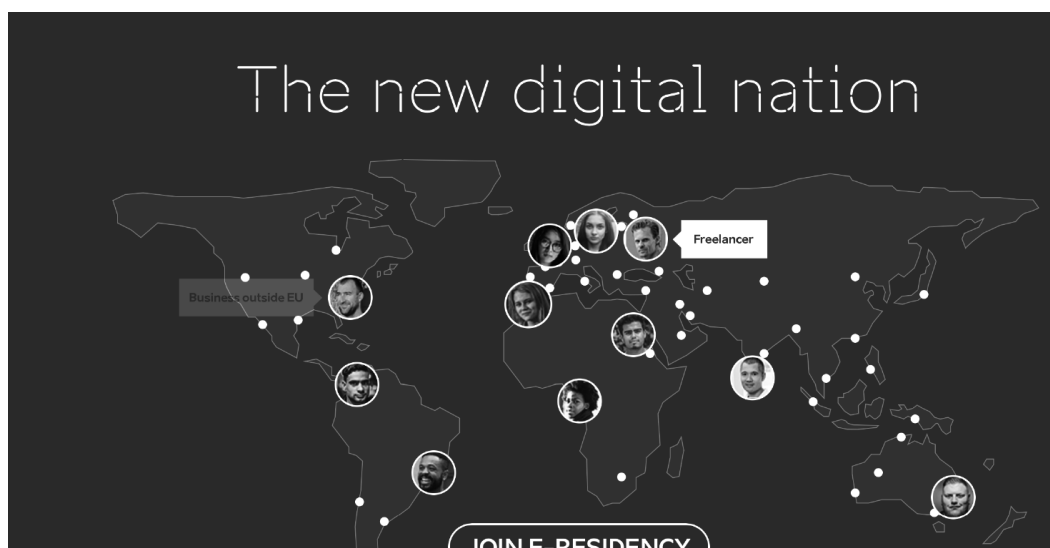 The new digital nation
Freelancer
Business outside EU
JOIN E-RESIDENCY